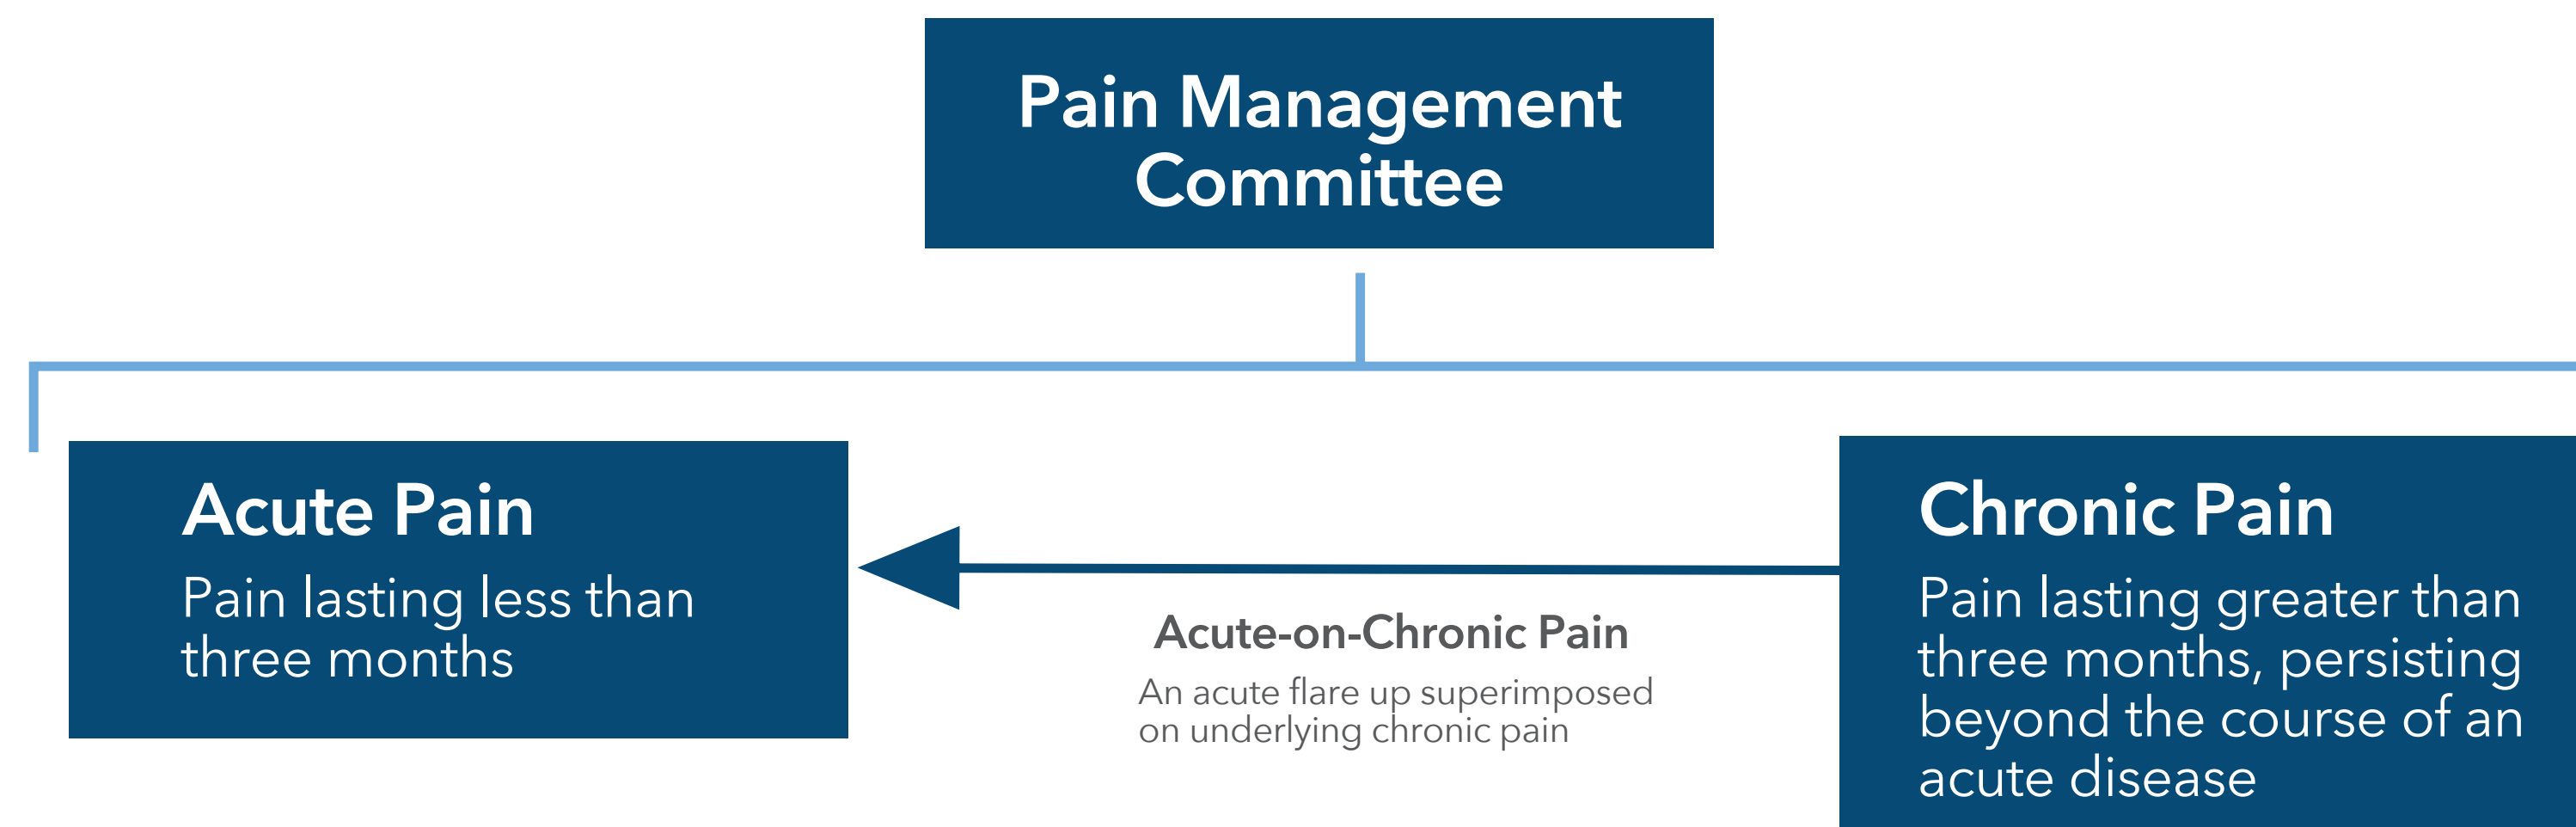 Pain Management
Committee
Acute Pain
Pain lasting less than
three months
Acute-on-Chronic Pain
An acute flare up superimposed
on underlying chronic pain
Chronic Pain
Pain lasting greater than
three months, persisting
beyond the course of an
acute disease